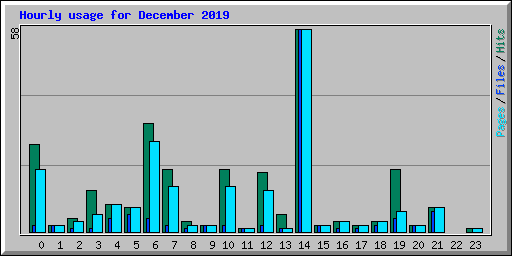 Hourly usage for December 2019
58
Pages/Files/Hits
0 1 2 3 4 5 6 7 8 9 10 11 12 13 14 15 16 17 18 19 20 21 22 23